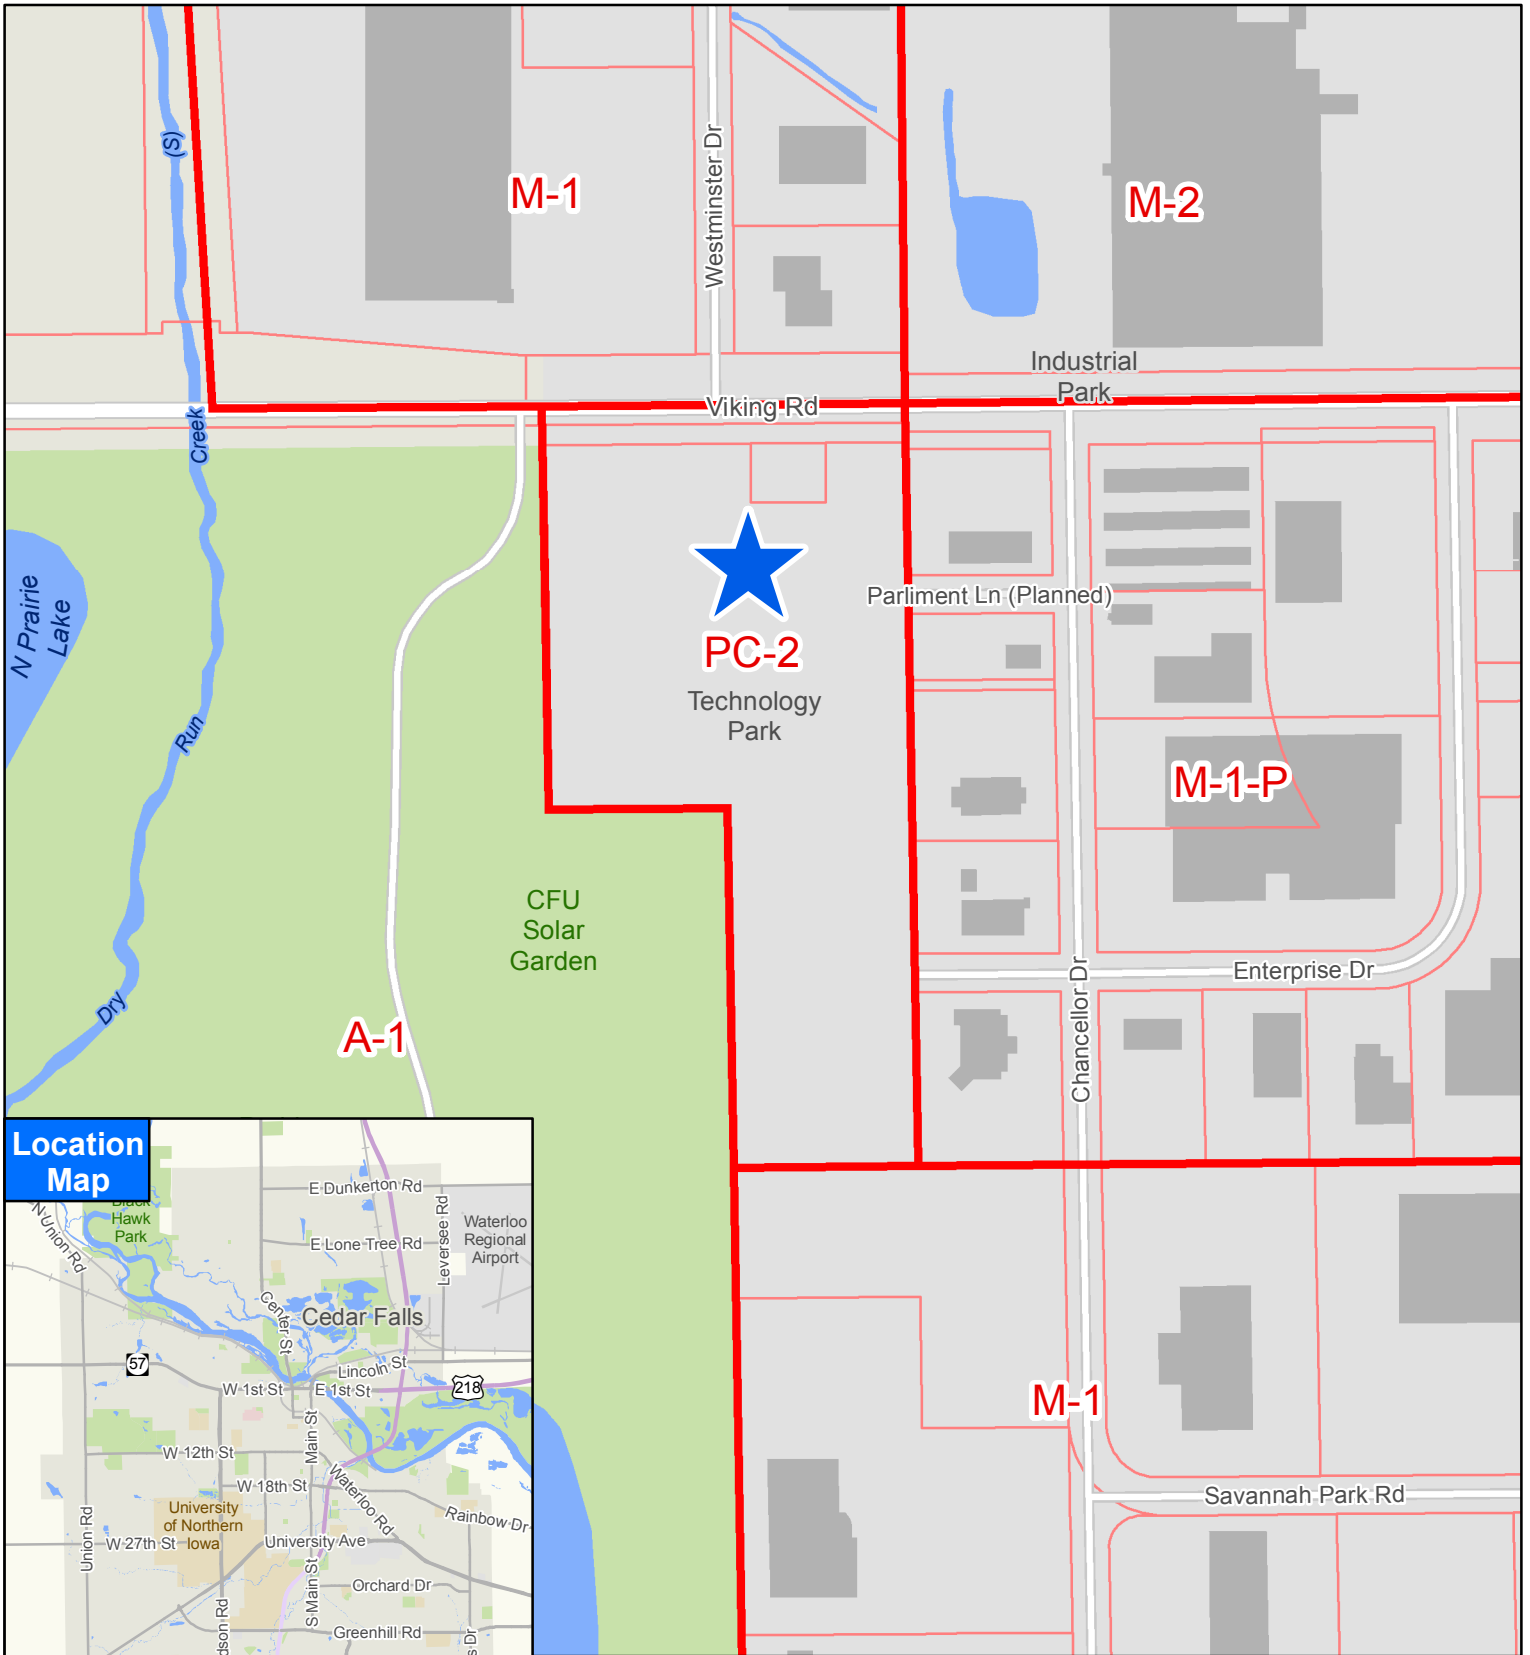 (S)
M-1
Westminster Dr
M-2
Industrial
Park
Viking Rd
Creek
N Prairie
Lake
Run
Dry
Parliment Ln (Planned)
PC-2
Technology
Park
M-1-P
CFU
Solar
Garden
A-1
Enterprise Dr
Chancellor Dr
M-1
Savannah Park Rd
Location
Map
Black
Hawk
Park
N Union Rd
E Dunkerton Rd
E Lone Tree Rd
Leversee Rd
Waterloo
Regional
Airport
Center St
Cedar Falls
57
Lincoln St
W 1st St
E 1st St
218
Main St
W 12th St
W 18th St
Waterloo Rd
Rainbow Dr
University
of Northern
Iowa
Union Rd
W 27th St
University Ave
S Main St
Orchard Dr
Greenhill Rd